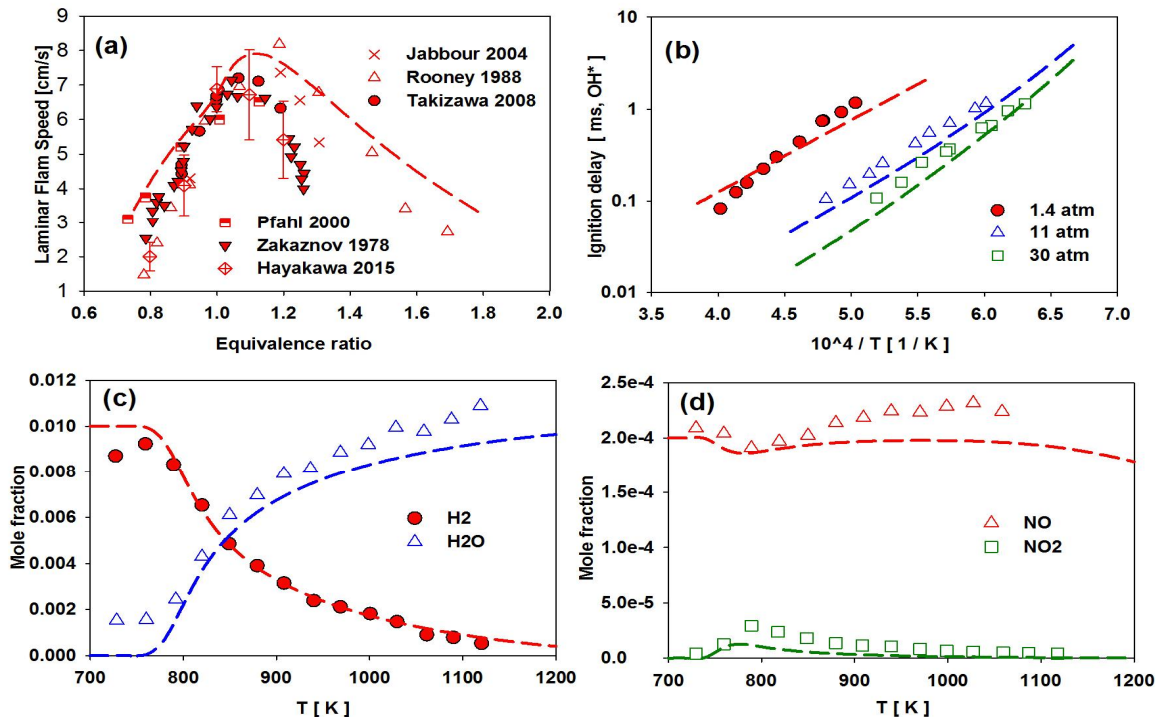 (a)
Laminar Flam Speed [cm/s]
9
8
7
6
5
4
3
2
1
Jabbour 2004
Rooney 1988
Takizawa 2008
Pfahl 2000
Zakaznov 1978
Hayakawa 2015
0.6 0.8 1.0 1.2 1.4 1.6 1.8 2.0
Equivalence ratio
(b)
Ignition delay [ ms, OH* ]
10
1
0.1
0.01
1.4 atm
11 atm
30 atm
3.5 4.0 4.5 5.0 5.5 6.0 6.5 7.0
10^4 / T [ 1 / K ]
(c)
Mole fraction
0.012
0.010
0.008
0.006
0.004
0.002
0.000
H2
H2O
700 800 900 1000 1100 1200
T [ K ]
(d)
Mole fraction
2.5e-4
2.0e-4
1.5e-4
1.0e-4
5.0e-5
0.0
NO
NO2
700 800 900 1000 1100 1200
T [ K ]